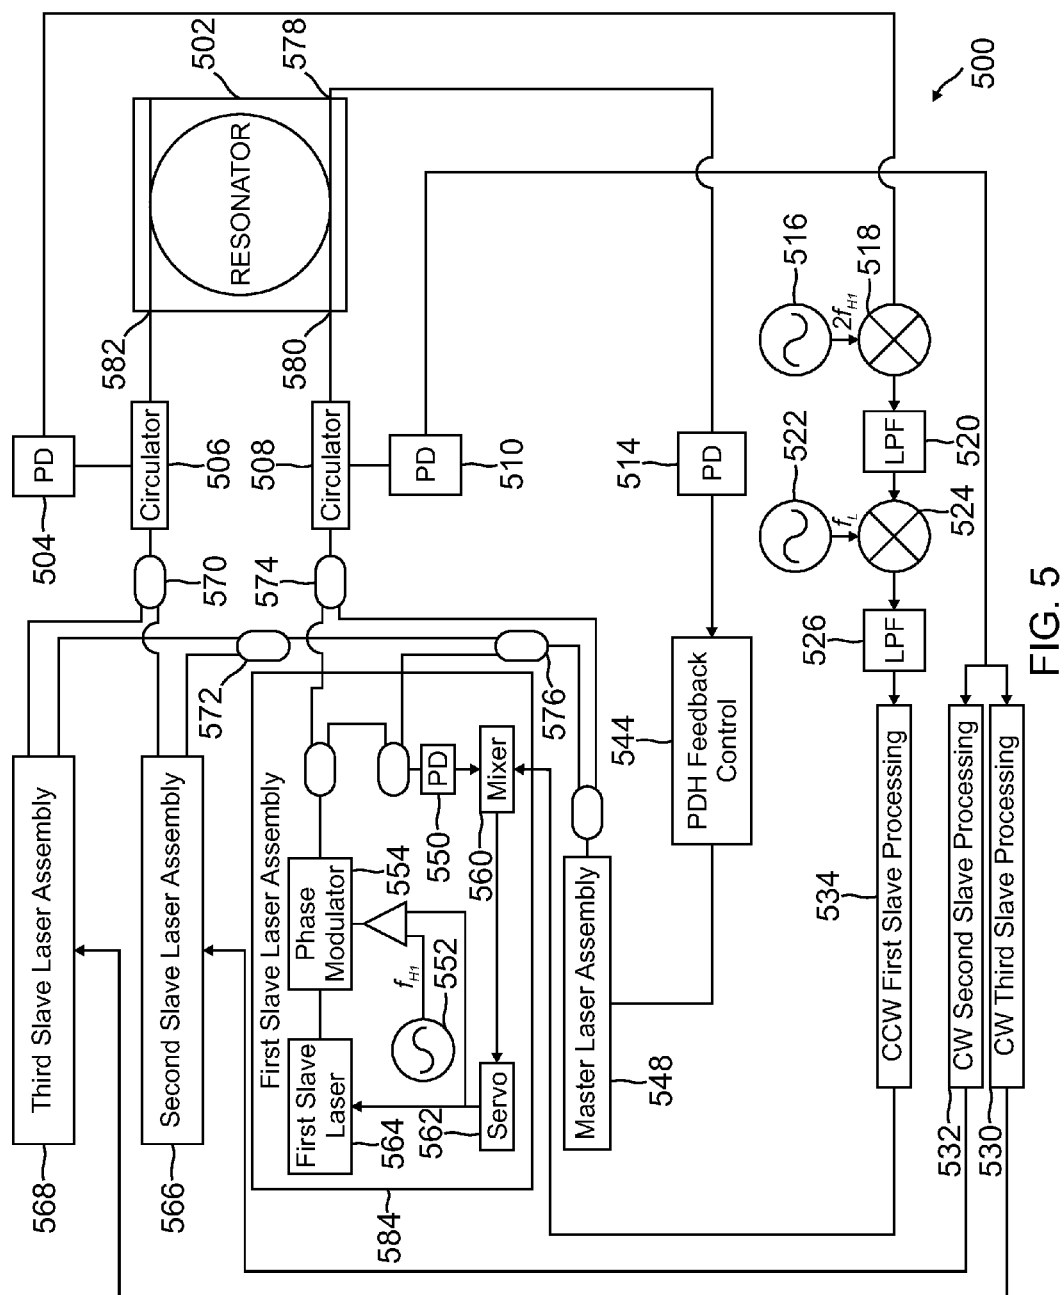 Third Slave Laser Assembly
568
Second Slave Laser Assembly
566
First Slave Laser Assembly
584
First Slave
Laser
564
Phase
Modulator
554
f_H1
552
Servo
562
Mixer
560
PD
550
Master Laser Assembly
548
572
576
570
574
PD
504
Circulator
506
Circulator
508
PD
510
582
580
RESONATOR
502
578
PD
514
PDH Feedback
Control
544
516
2f_H1
518
LPF
520
522
f_L
524
LPF
526
CCW First Slave Processing
534
CW Second Slave Processing
532
CW Third Slave Processing
530
500
FIG. 5